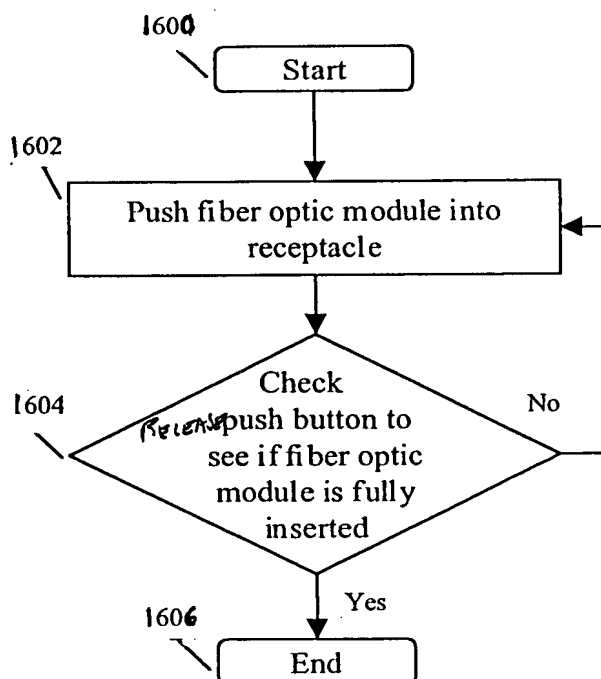 1600
Start
1602
Push fiber optic module into
receptacle
1604
Check
RELEASE push button to
see if fiber optic
module is fully
inserted
No
Yes
1606
End